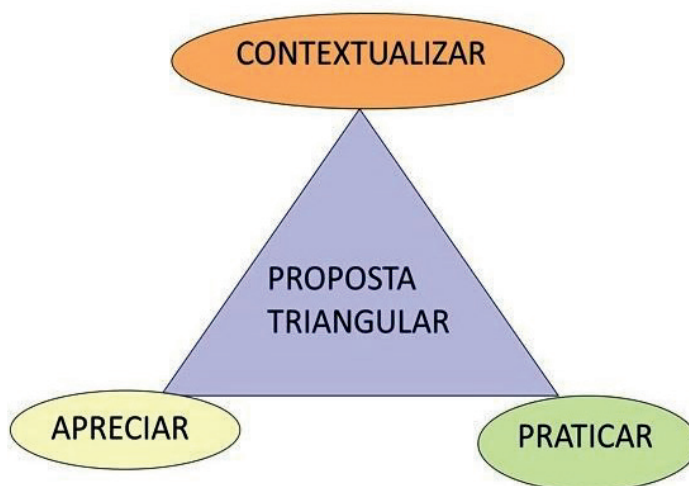 CONTEXTUALIZAR
PROPOSTA
TRIANGULAR
APRECIAR
PRATICAR